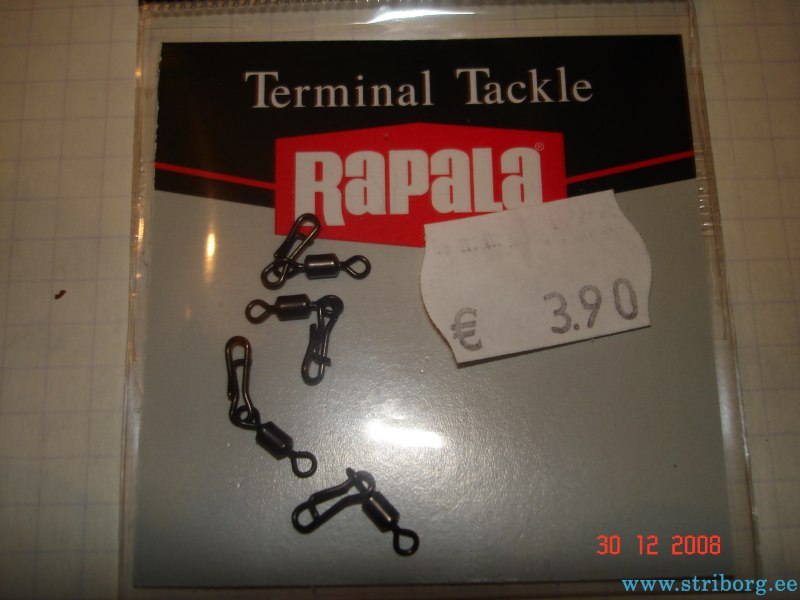 Terminal Tackle
RAPALA®
€ 3.90
30 12 2008
www.striborg.ee